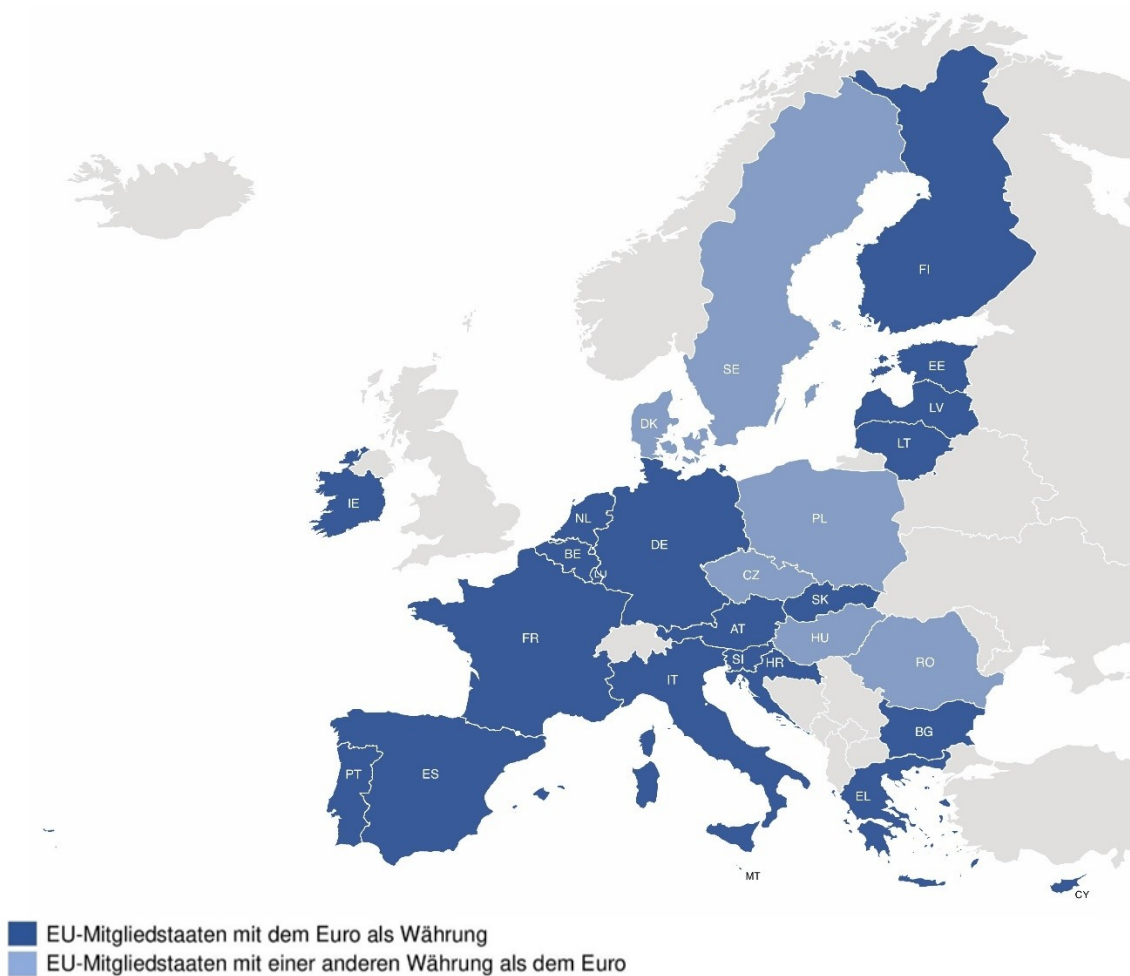 FI
SE
EE
LV
DK
LT
IE
NL
PL
DE
BE
LU
CZ
SK
AT
FR
HU
SI
HR
RO
IT
BG
PT
ES
EL
MT
CY
EU-Mitgliedstaaten mit dem Euro als Währung
EU-Mitgliedstaaten mit einer anderen Währung als dem Euro